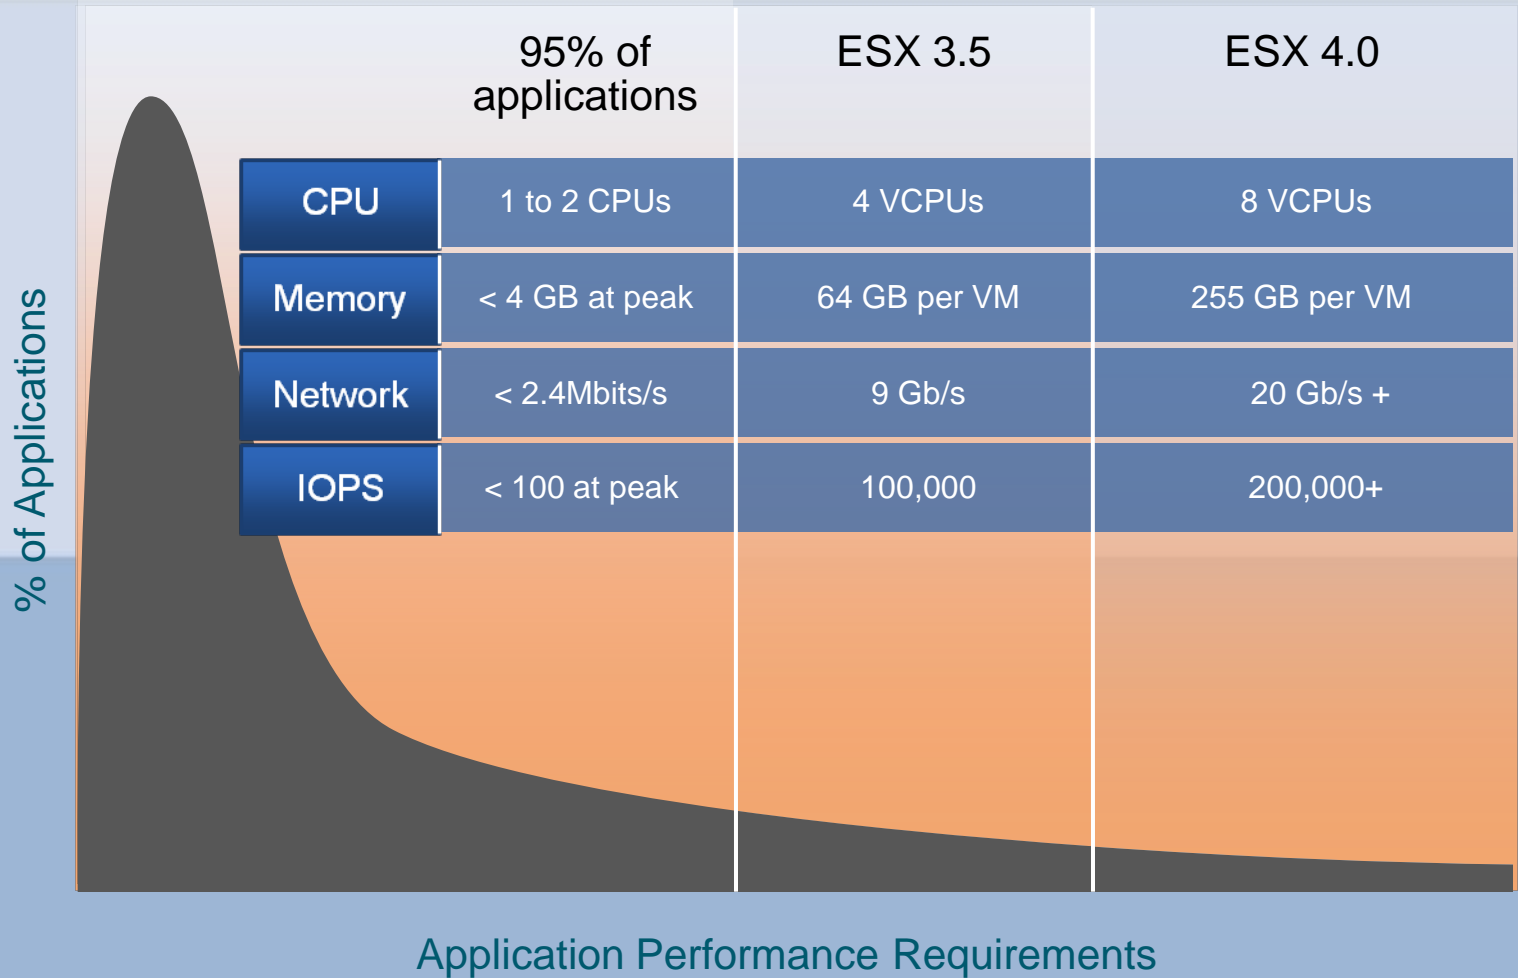 95% of
applications
ESX 3.5
ESX 4.0
CPU
1 to 2 CPUs
4 VCPUs
8 VCPUs
Memory
< 4 GB at peak
64 GB per VM
255 GB per VM
Network
< 2.4Mbits/s
9 Gb/s
20 Gb/s +
IOPS
< 100 at peak
100,000
200,000+
% of Applications
Application Performance Requirements